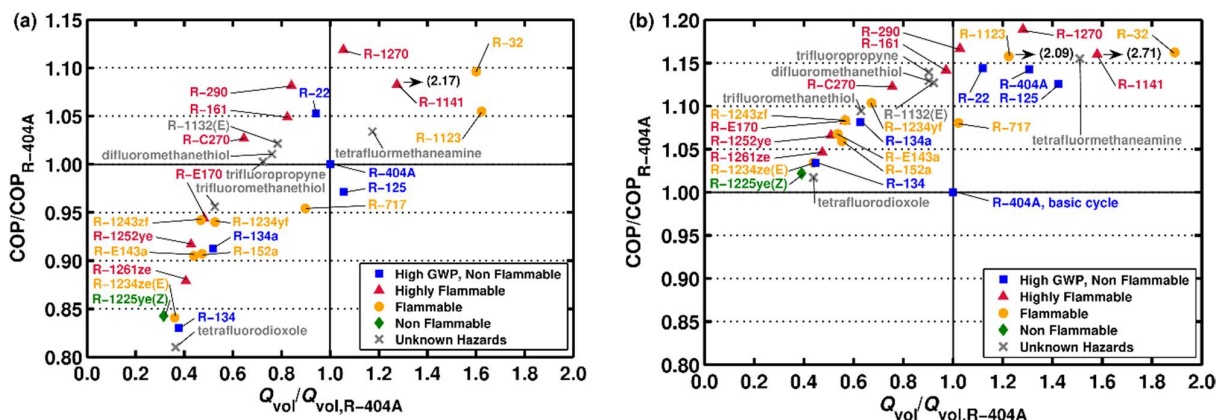 (a)
COP/COP_R−404A
1.20
1.15
1.10
1.05
1.00
0.95
0.90
0.85
0.80
R−1270
R−32
(2.17)
R−290
R−22
R−1141
R−161
R−1132(E)
R−1123
R−C270
difluoromethanethiol
tetrafluormethaneamine
R−E170
trifluoropropyne
R−404A
trifluoromethanethiol
R−125
R−1243zf
R−1234yf
R−717
R−1252ye
R−134a
R−E143a
R−152a
R−1261ze
R−1234ze(E)
R−1225ye(Z)
R−134
tetrafluorodioxole
High GWP, Non Flammable
Highly Flammable
Flammable
Non Flammable
Unknown Hazards
0.0 0.2 0.4 0.6 0.8 1.0 1.2 1.4 1.6 1.8 2.0
Q_vol/Q_vol,R−404A
(b)
COP/COP_R−404A
1.20
1.15
1.10
1.05
1.00
0.95
0.90
0.85
0.80
R−290
R−1123
R−1270
R−32
R−161
trifluoropropyne
(2.09)
(2.71)
difluoromethanethiol
R−C270
R−22
R−404A
R−1141
R−125
trifluoromethanethiol
R−1132(E)
tetrafluormethaneamine
R−1243zf
R−1234yf
R−717
R−E170
R−134a
R−1252ye
R−E143a
R−1261ze
R−152a
R−1234ze(E)
R−134
R−1225ye(Z)
tetrafluorodioxole
R−404A, basic cycle
High GWP, Non Flammable
Highly Flammable
Flammable
Non Flammable
Unknown Hazards
0.0 0.2 0.4 0.6 0.8 1.0 1.2 1.4 1.6 1.8 2.0
Q_vol/Q_vol,R−404A